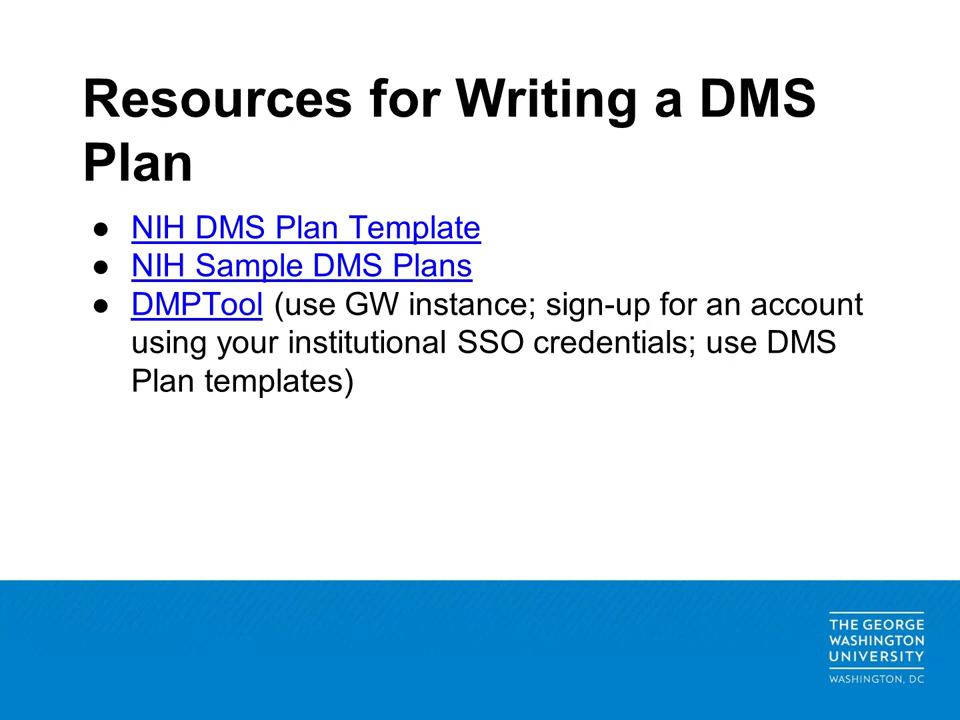 Resources for Writing a DMS
Plan
● NIH DMS Plan Template
● NIH Sample DMS Plans
● DMPTool (use GW instance; sign-up for an account
using your institutional SSO credentials; use DMS
Plan templates)
THE GEORGE
WASHINGTON
UNIVERSITY
WASHINGTON, DC